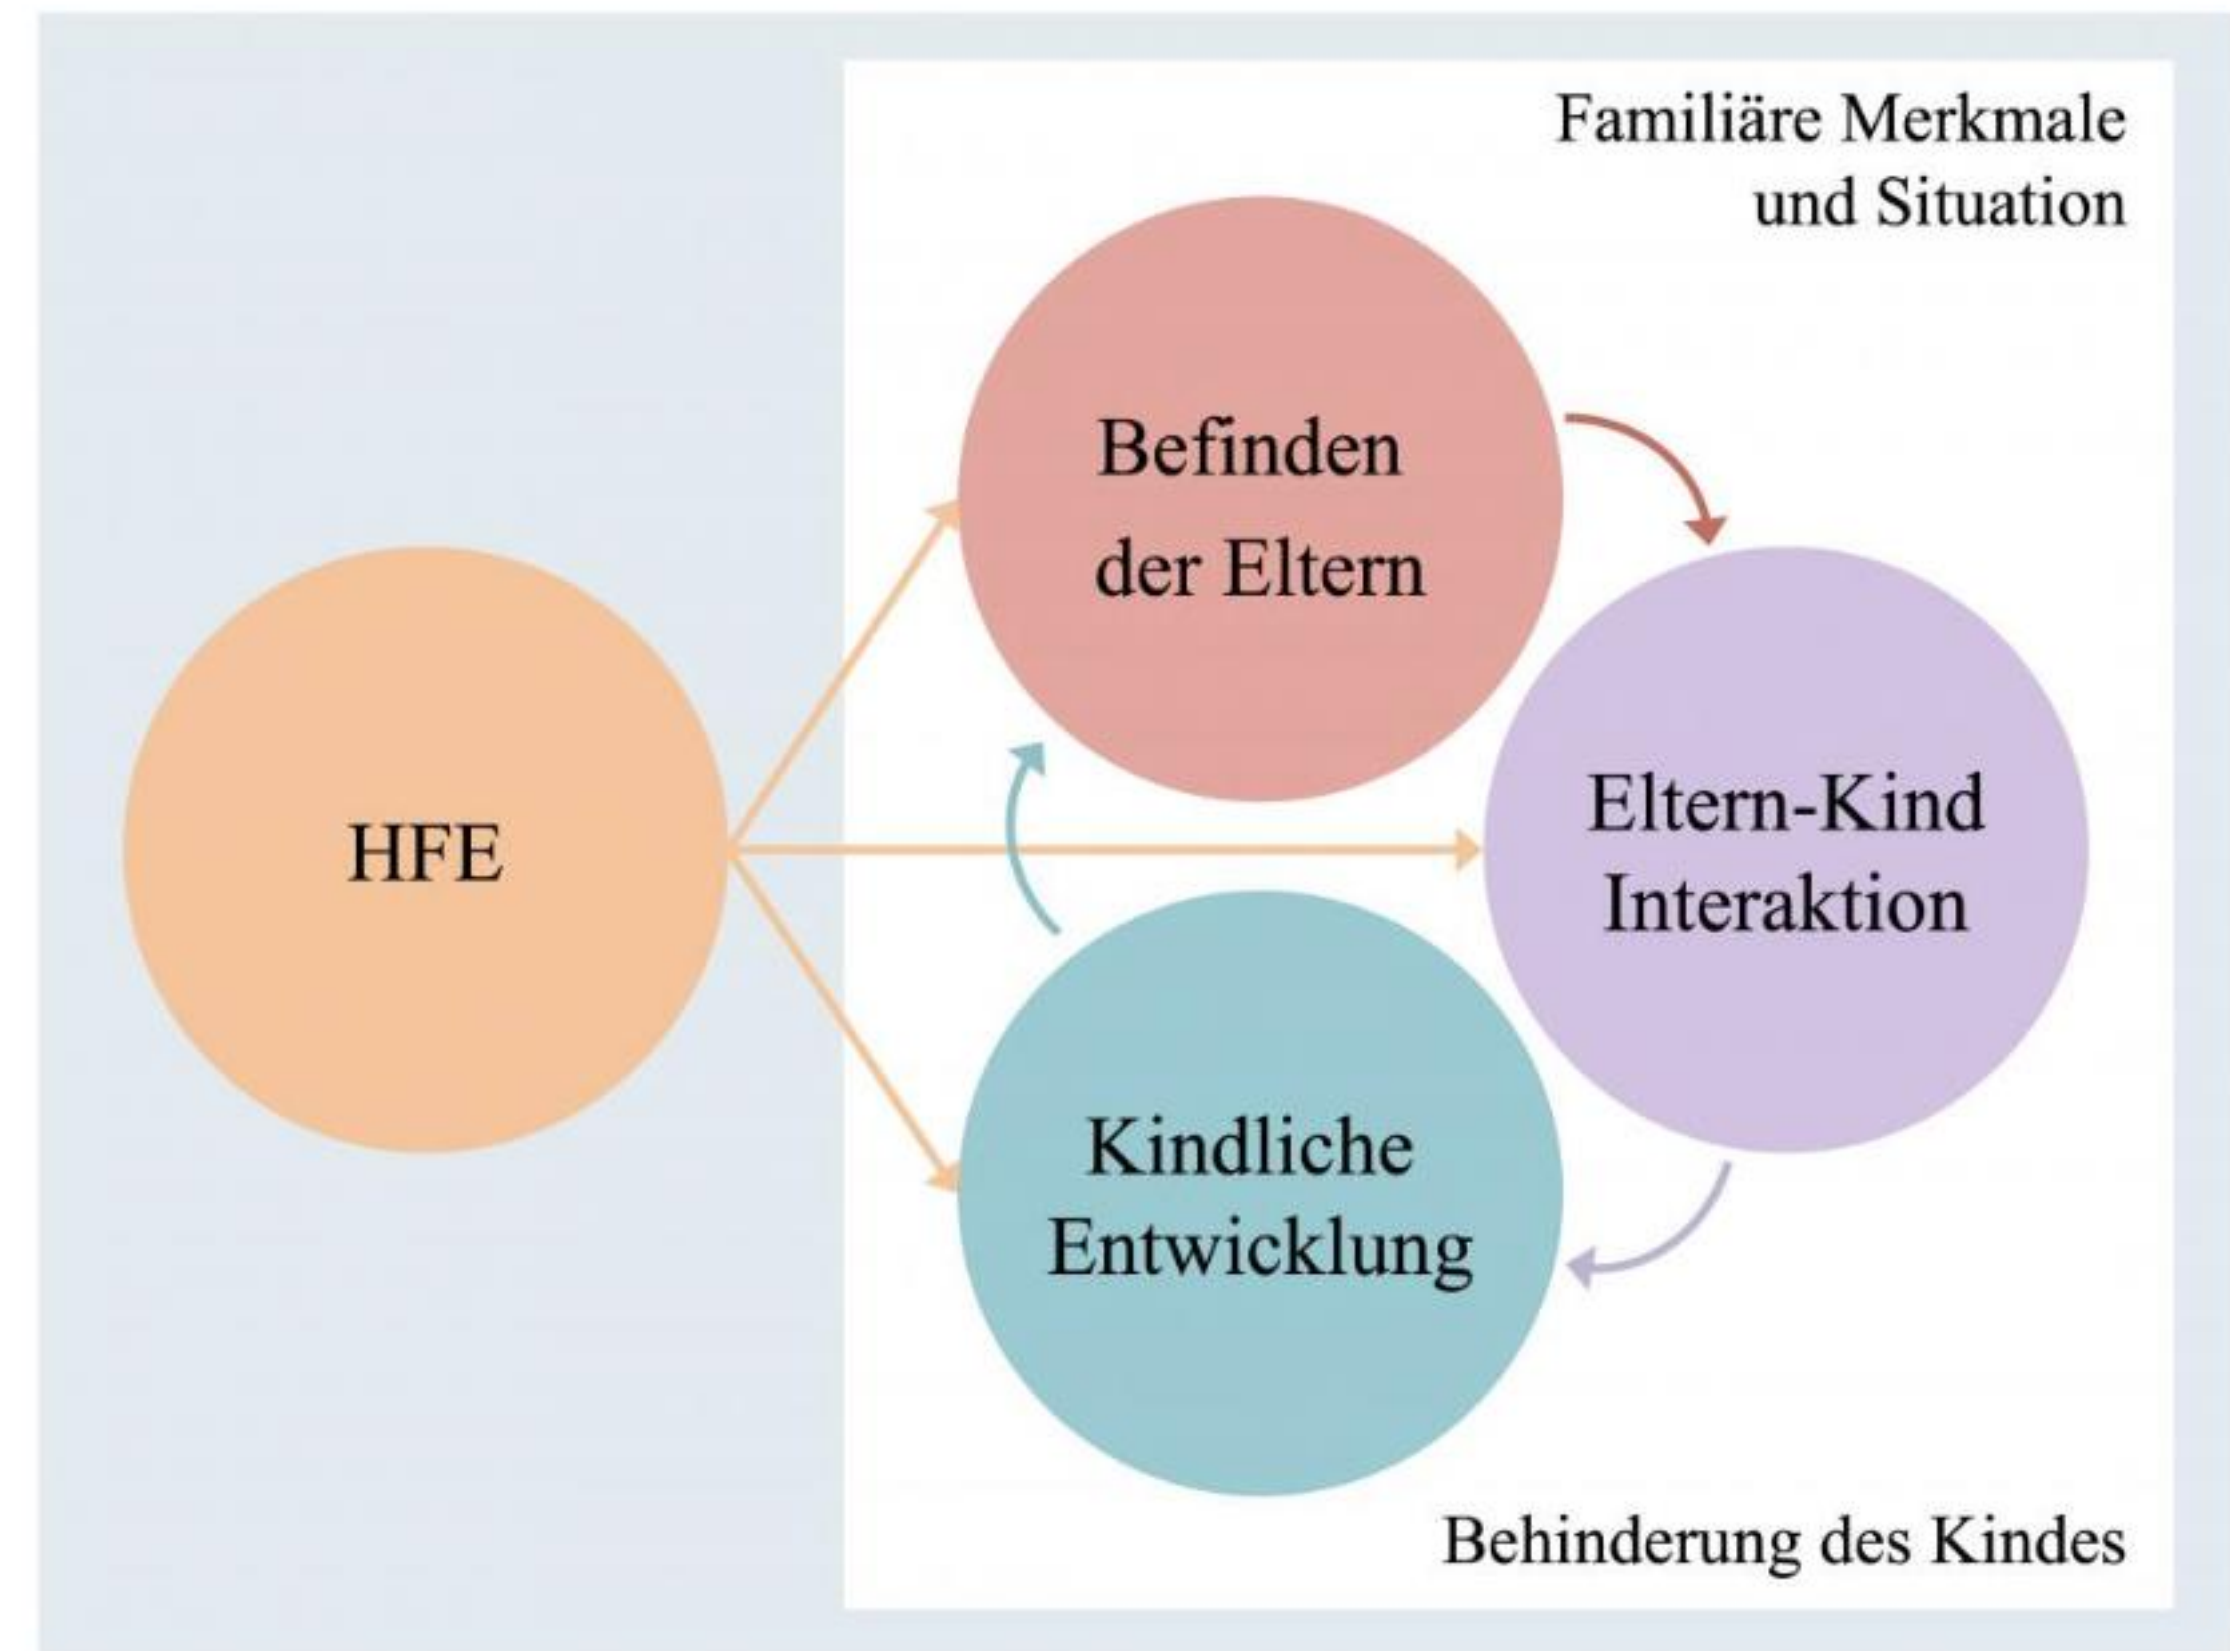 Familiäre Merkmale
und Situation
Befinden
der Eltern
HFE
Eltern-Kind
Interaktion
Kindliche
Entwicklung
Behinderung des Kindes